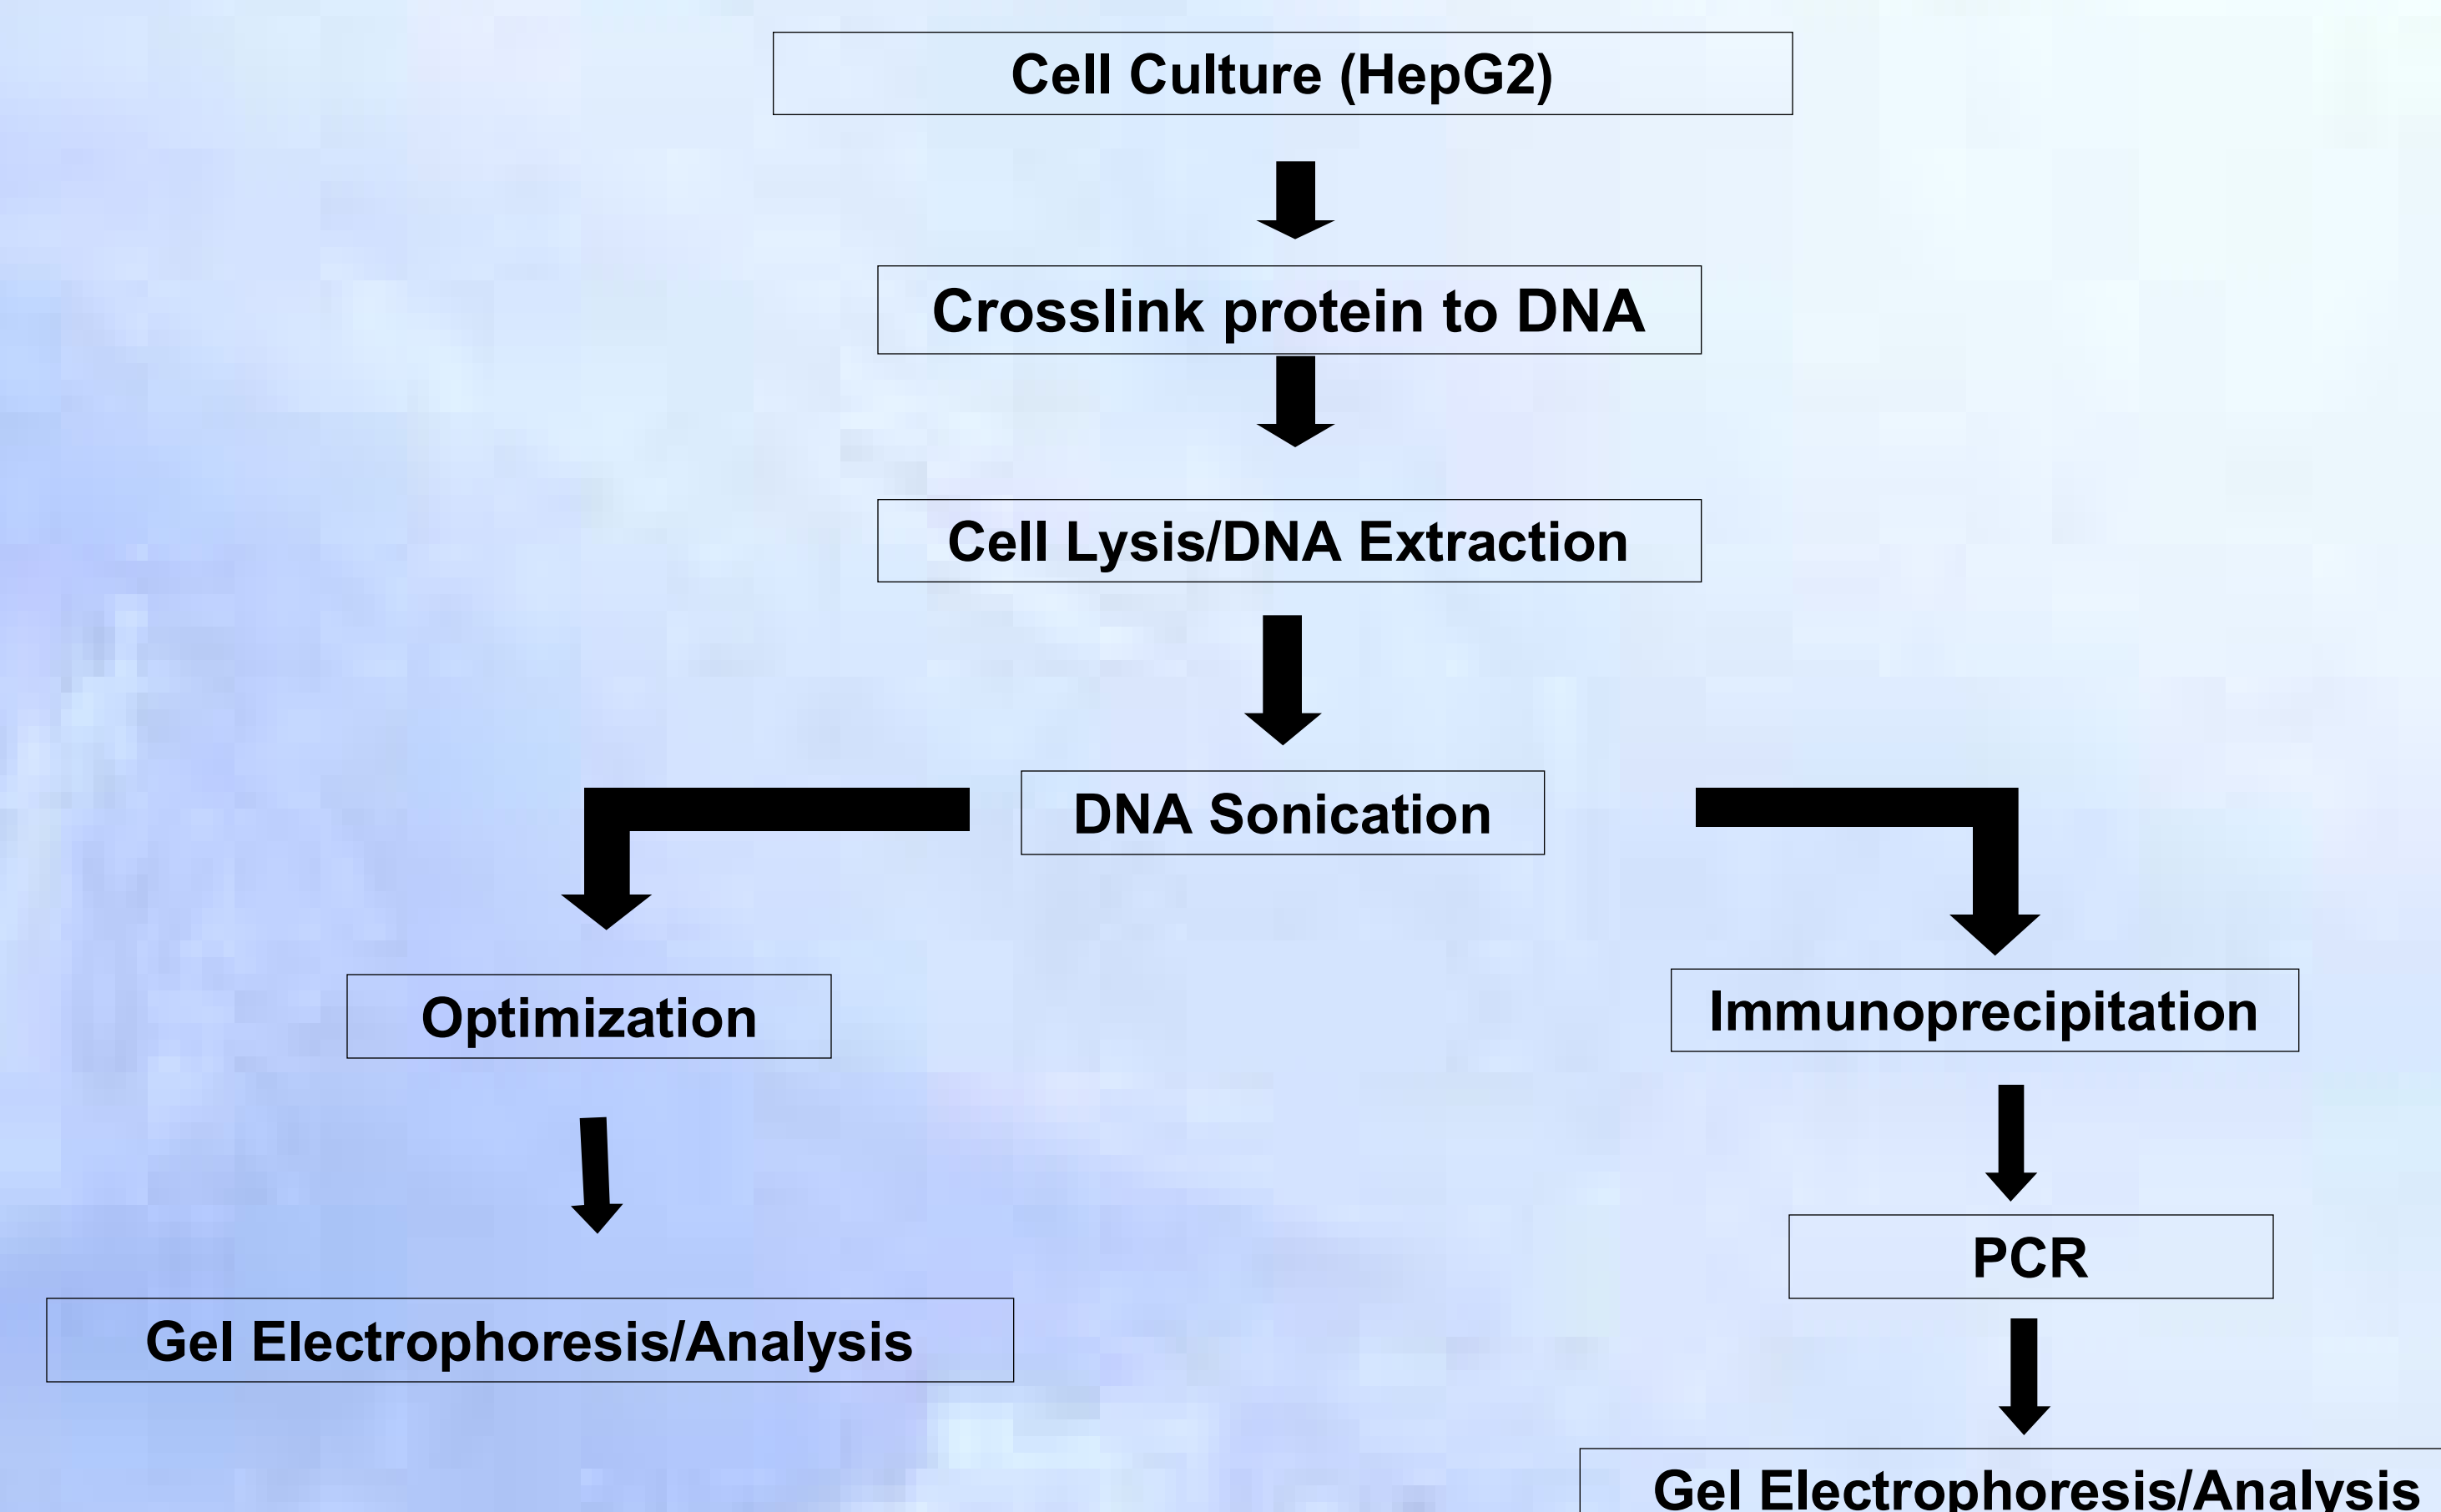 Cell Culture (HepG2)
Crosslink protein to DNA
Cell Lysis/DNA Extraction
DNA Sonication
Optimization
Immunoprecipitation
PCR
Gel Electrophoresis/Analysis
Gel Electrophoresis/Analysis